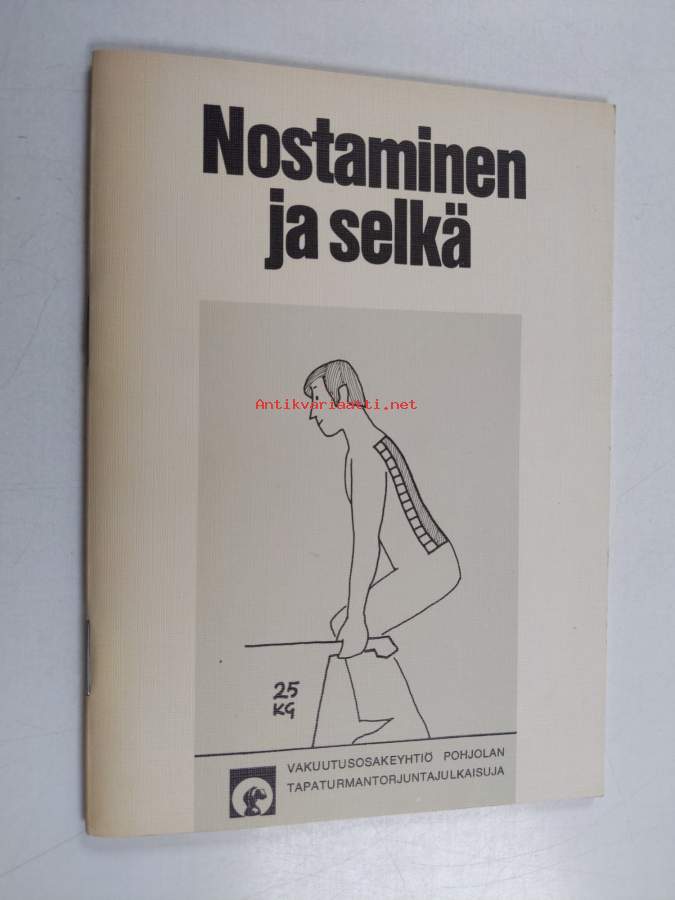 Nostaminen
ja selkä
Antikvariaatti.net
25
KG
VAKUUTUSOSAKEYHTIÖ POHJOLAN
TAPATURMANTORJUNTAJULKAISUJA